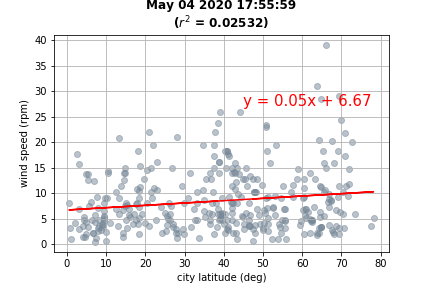 May 04 2020 17:55:59
(r² = 0.02532)
40
35
30
25
20
15
10
5
0
wind speed (rpm)
y = 0.05x + 6.67
0 10 20 30 40 50 60 70 80
city latitude (deg)